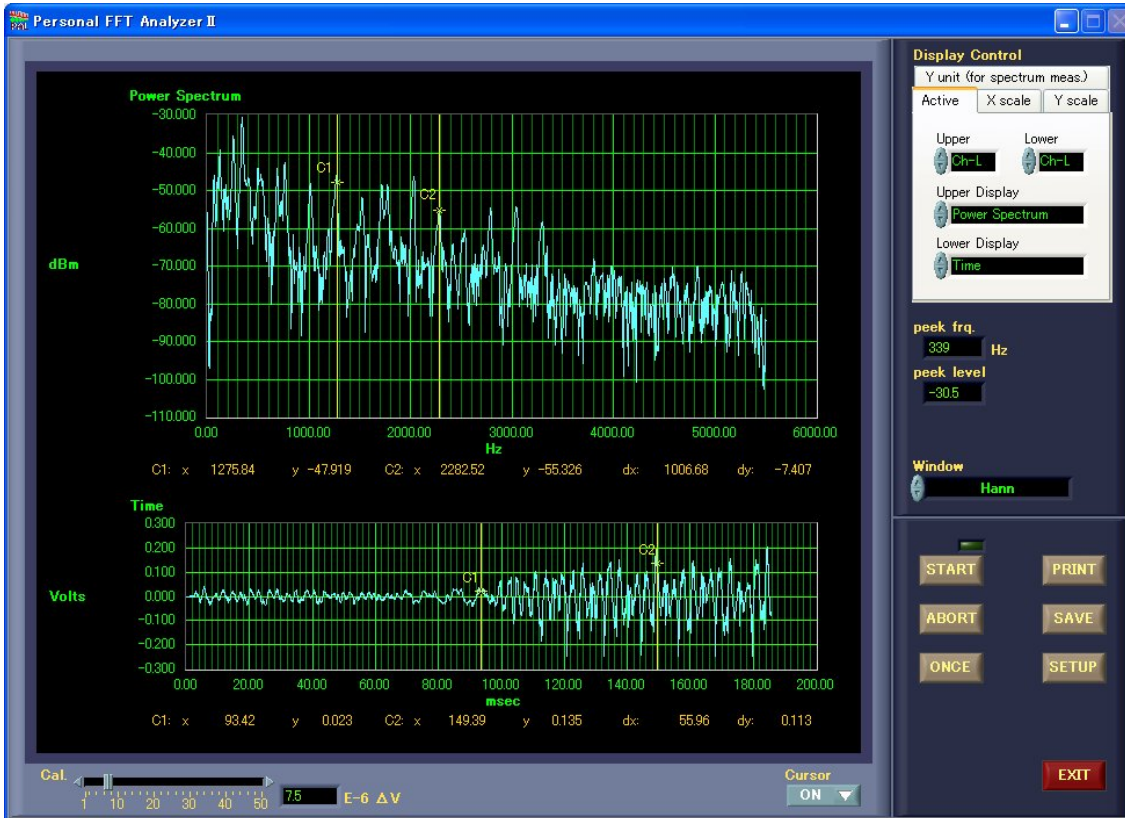 Personal FFT Analyzer II
Power Spectrum
-30.000
-40.000
-50.000
-60.000
-70.000
-80.000
-90.000
-100.000
-110.000
dBm
C1
C2
0.00 1000.00 2000.00 3000.00 4000.00 5000.00 6000.00
Hz
C1: x 1275.84 y -47.919 C2: x 2282.52 y -55.326 dx: 1006.68 dy: -7.407
Time
0.300
0.200
0.100
0.000
-0.100
-0.200
-0.300
Volts
C1
C2
0.00 20.00 40.00 60.00 80.00 100.00 120.00 140.00 160.00 180.00 200.00
msec
C1: x 93.42 y 0.023 C2: x 149.39 y 0.135 dx: 55.96 dy: 0.113
Cal.
1 10 20 30 40 50
7.5 E-6 ΔV
Cursor
ON
Display Control
Y unit (for spectrum meas.)
Active X scale Y scale
Upper Lower
Ch-L Ch-L
Upper Display
Power Spectrum
Lower Display
Time
peek frq.
339 Hz
peek level
-30.5
Window
Hann
START PRINT
ABORT SAVE
ONCE SETUP
EXIT